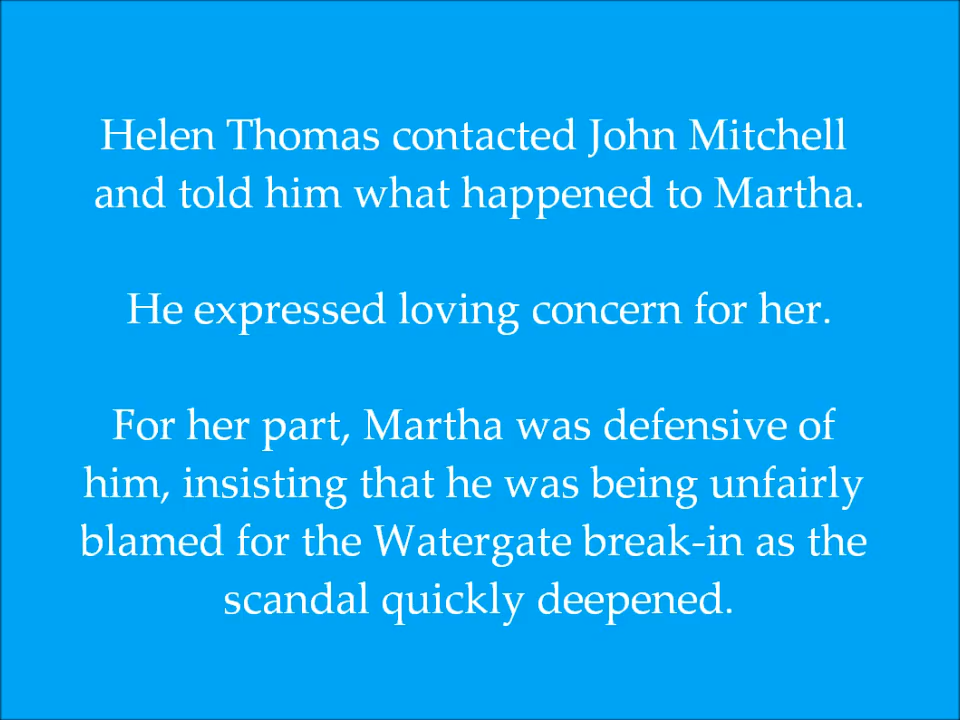 Helen Thomas contacted John Mitchell
and told him what happened to Martha.
He expressed loving concern for her.
For her part, Martha was defensive of
him, insisting that he was being unfairly
blamed for the Watergate break-in as the
scandal quickly deepened.